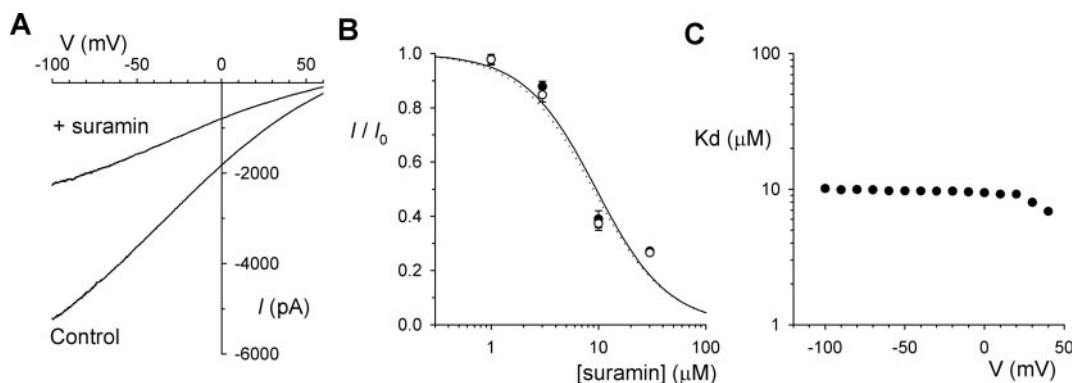 A
V (mV)
-100 -50 0 50
+ suramin
-2000
-4000
I (pA)
Control
-6000
B
1.0
0.8
I / I0
0.6
0.4
0.2
0.0
1 10 100
[suramin] (μM)
C
100
Kd (μM)
10
1
-100 -50 0 50
V (mV)